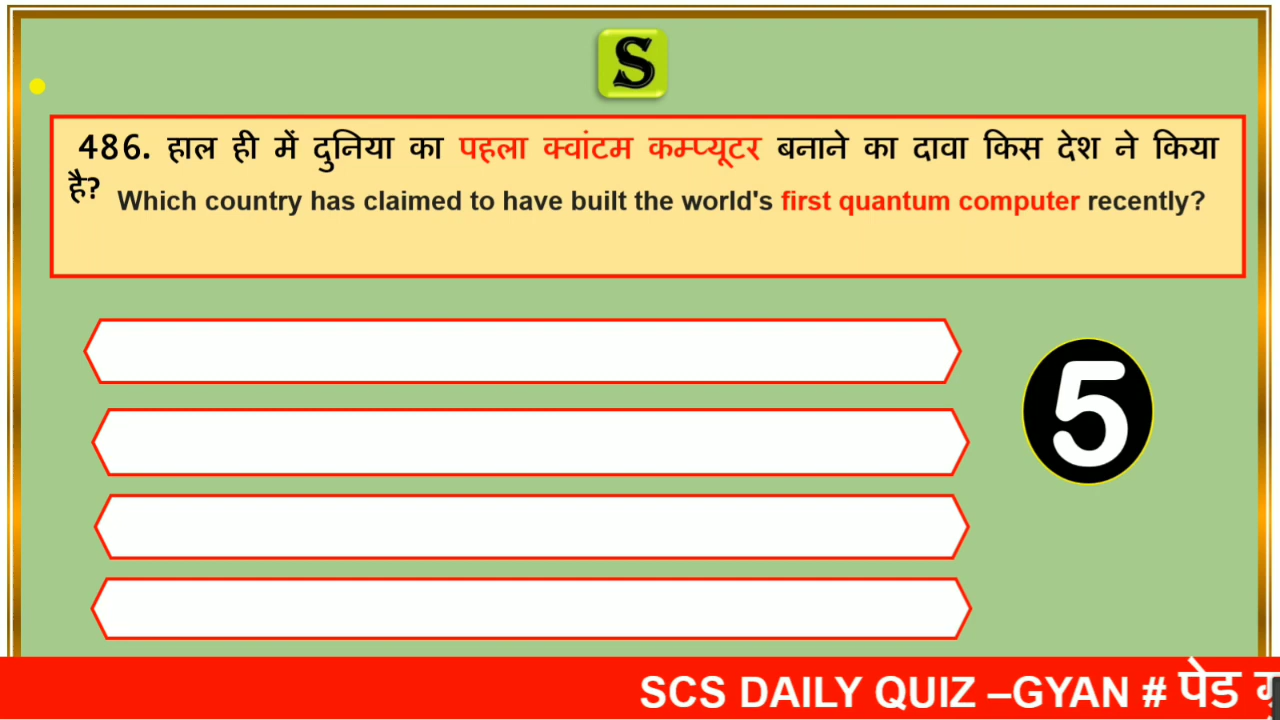 S
486. हाल ही में दुनिया का पहला क्वांटम कम्प्यूटर बनाने का दावा किस देश ने किया
है?
Which country has claimed to have built the world's first quantum computer recently?
5
SCS DAILY QUIZ –GYAN # पेड